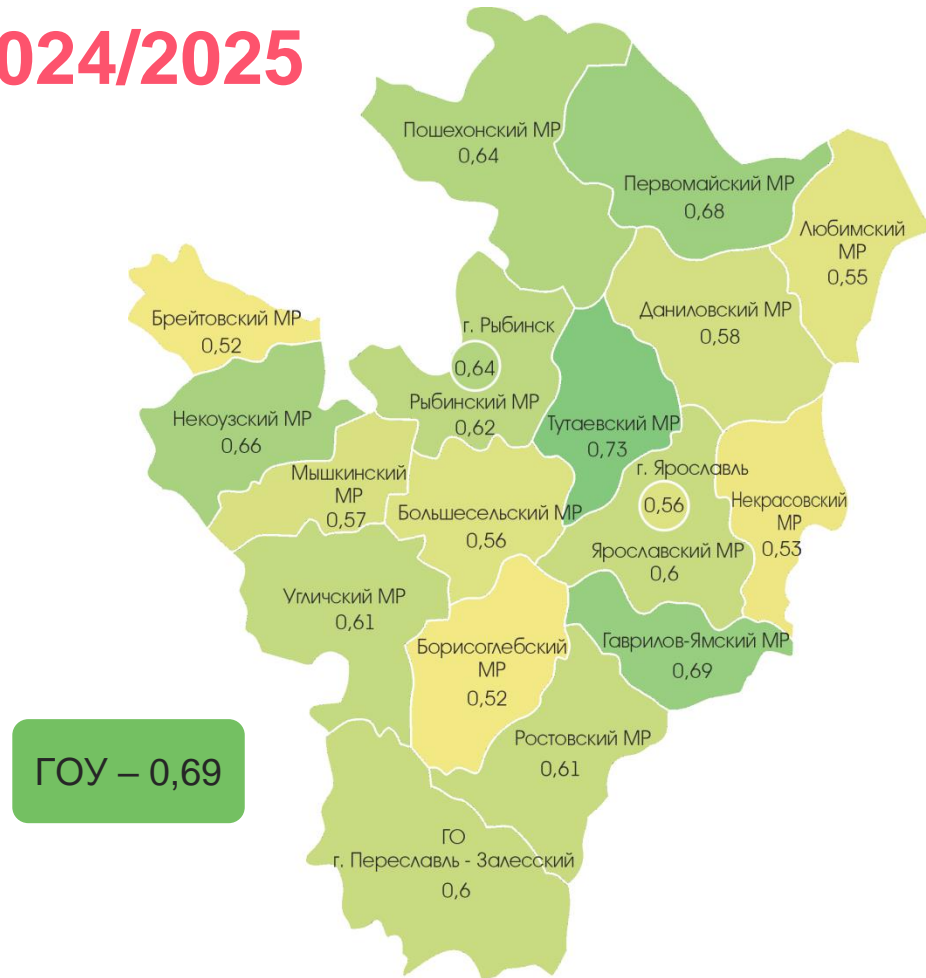 024/2025
Пошехонский МР
0,64
Первомайский МР
0,68
Любимский
МР
0,55
Брейтовский МР
0,52
г. Рыбинск
0,64
Рыбинский МР
0,62
Даниловский МР
0,58
Некоузский МР
0,66
Тутаевский МР
0,73
Мышкинский
МР
0,57
Большесельский МР
0,56
г. Ярославль
0,56
Ярославский МР
0,6
Некрасовский
МР
0,53
Угличский МР
0,61
Борисоглебский
МР
0,52
Гаврилов-Ямский МР
0,69
Ростовский МР
0,61
ГОУ – 0,69
ГО
г. Переславль - Залесский
0,6